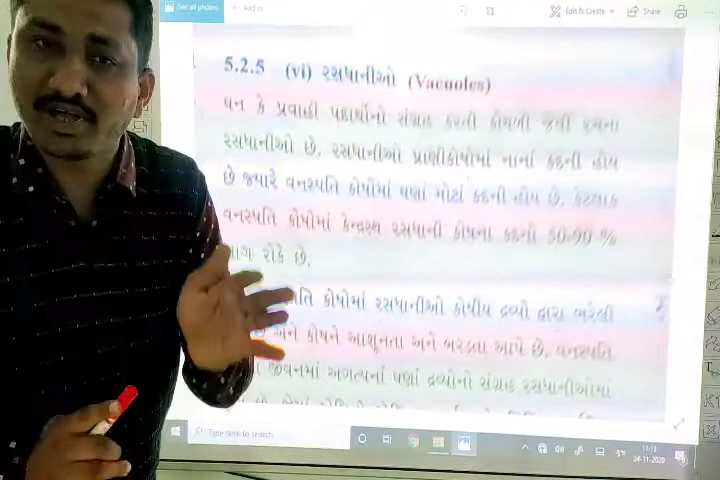 See all photos
Add to
Edit & Create
Share
5.2.5 (vi) રસધાનીઓ (Vacuoles)
ઘન કે પ્રવાહી પદાર્થોનો સંગ્રહ કરતી કોથળી જેવી રચના
રસધાનીઓ છે. રસધાનીઓ પ્રાણીકોષોમાં નાનાં કદની હોય
છે જ્યારે વનસ્પતિ કોષોમાં ઘણાં મોટાં કદની હોય છે. કેટલાક
વનસ્પતિ કોષોમાં કેન્દ્રસ્થ રસધાની કોષના કદનો 50-90 %
ભાગ રોકે છે.
કોષોમાં રસધાનીઓ કોષીય દ્રવ્યો દ્વારા ભરેલી
અને કોષને આશૂનતા અને બરડતા આપે છે. વનસ્પતિ
જીવનમાં અગત્યનાં ઘણાં દ્રવ્યોનો સંગ્રહ રસધાનીઓમાં
Type here to search
11:13
24-11-2020